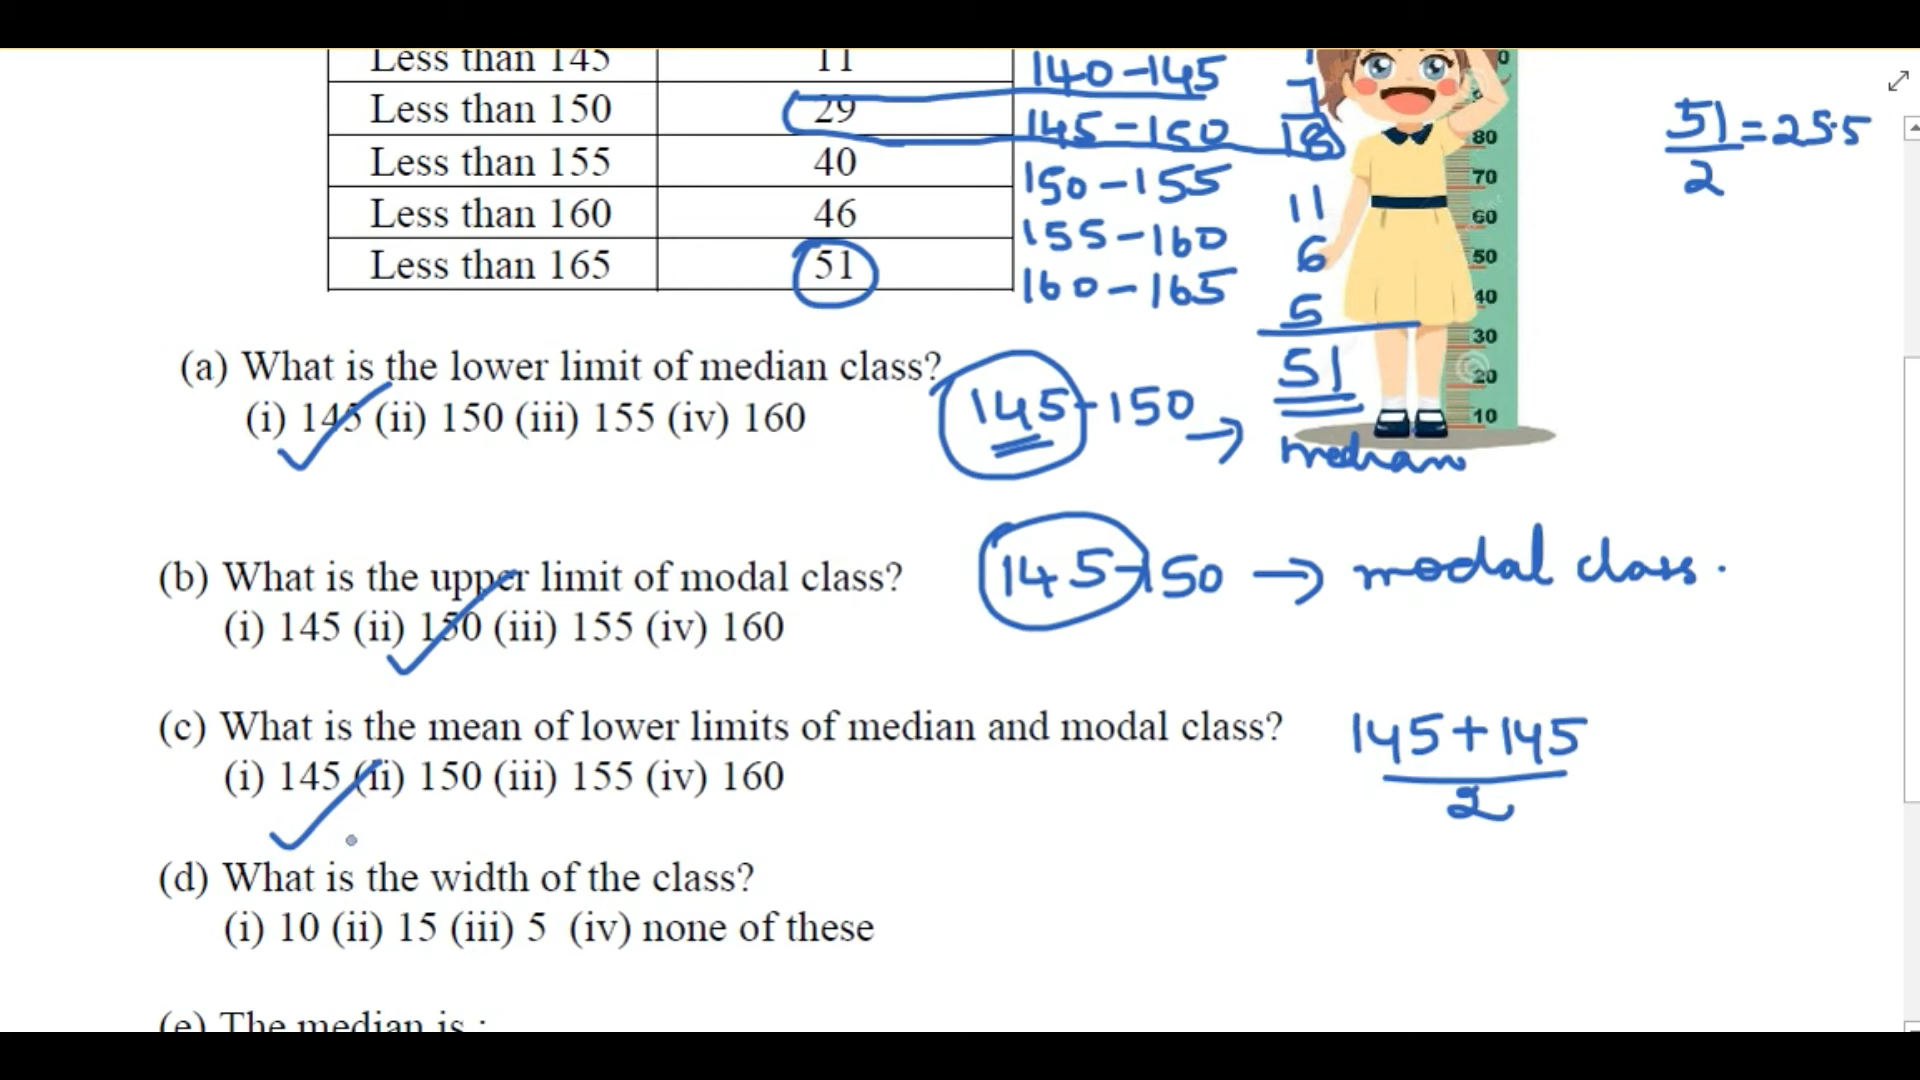 Less than 145 11 140-145 7
Less than 150 29 145-150 18
Less than 155 40 150-155 11
Less than 160 46 155-160 6
Less than 165 51 160-165 5
51
51/2 = 25.5
80
70
60
50
40
30
20
10
(a) What is the lower limit of median class?
(i) 145 (ii) 150 (iii) 155 (iv) 160
145-150 → median
(b) What is the upper limit of modal class?
(i) 145 (ii) 150 (iii) 155 (iv) 160
145-150 → modal class.
(c) What is the mean of lower limits of median and modal class?
(i) 145 (ii) 150 (iii) 155 (iv) 160
145+145
2
(d) What is the width of the class?
(i) 10 (ii) 15 (iii) 5 (iv) none of these
(e) The median is :